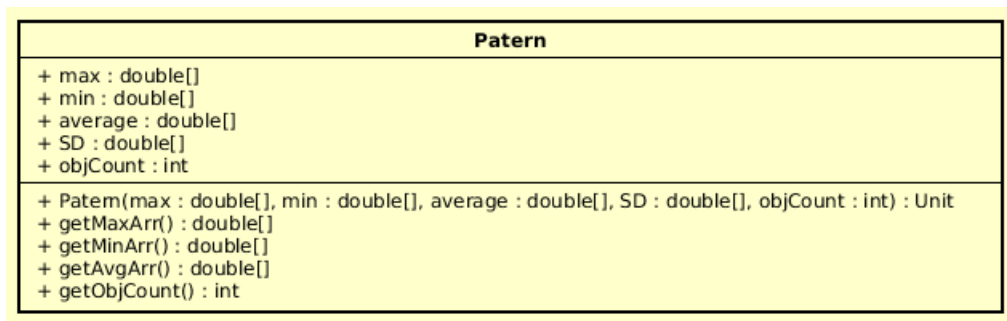 Patern
+ max : double[]
+ min : double[]
+ average : double[]
+ SD : double[]
+ objCount : int
+ Patern(max : double[], min : double[], average : double[], SD : double[], objCount : int) : Unit
+ getMaxArr() : double[]
+ getMinArr() : double[]
+ getAvgArr() : double[]
+ getObjCount() : int